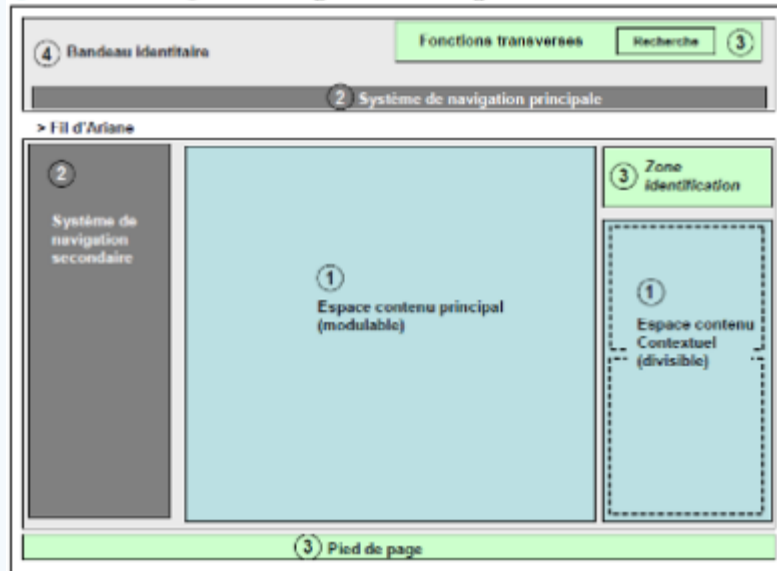 Fonctions transverses
Recherche
3
4 Bandeau identitaire
2 Système de navigation principale
> Fil d'Ariane
2
Système de
navigation
secondaire
1
Espace contenu principal
(modulable)
3 Zone
identification
1
Espace contenu
Contextuel
(divisible)
3 Pied de page